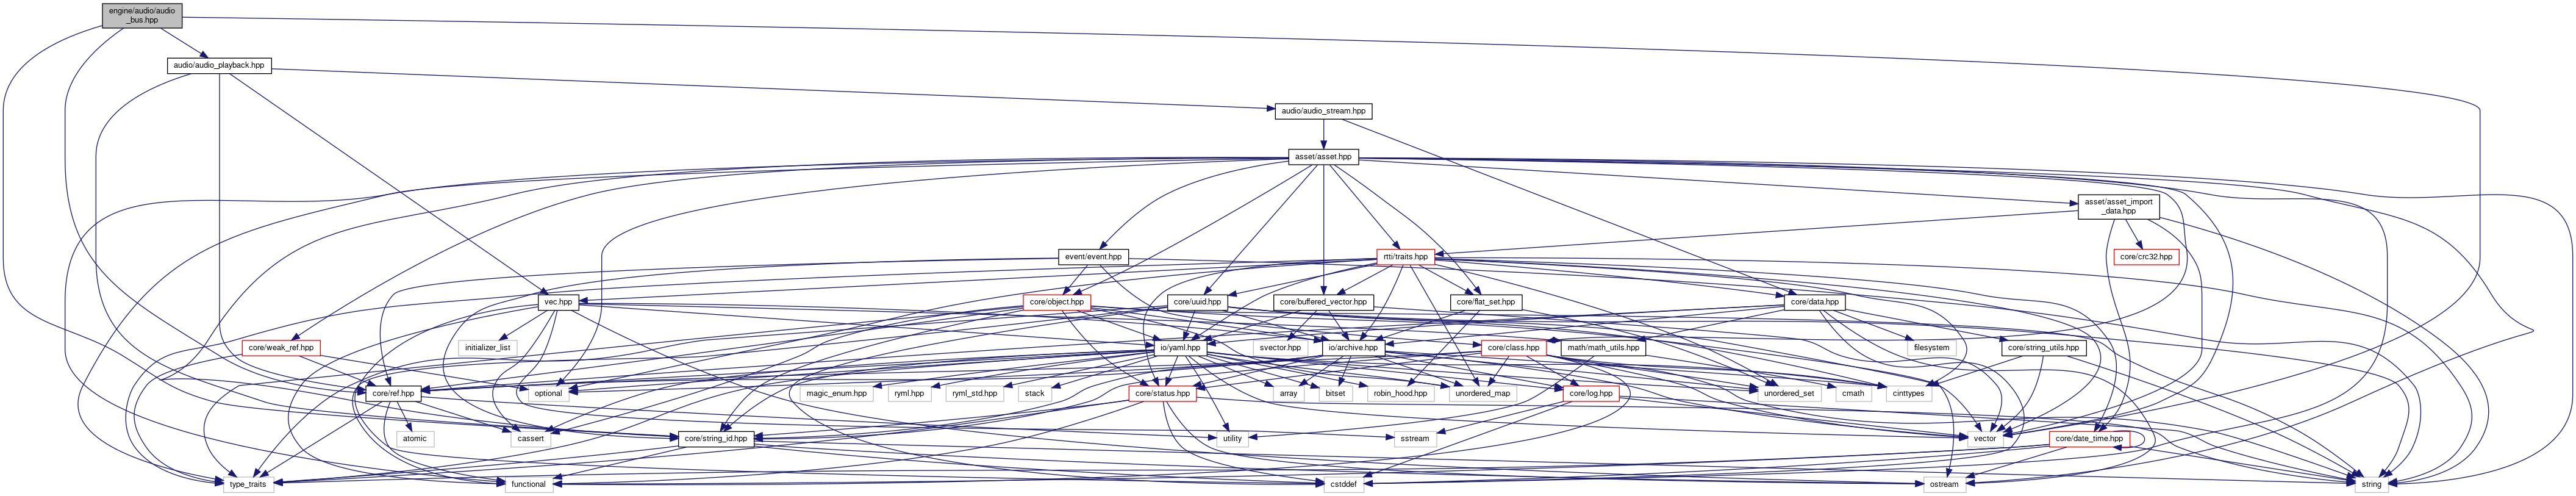 engine/audio/audio
_bus.hpp
audio/audio_playback.hpp
audio/audio_stream.hpp
asset/asset.hpp
asset/asset_import
_data.hpp
event/event.hpp
rtti/traits.hpp
core/crc32.hpp
vec.hpp
core/object.hpp
core/uuid.hpp
core/buffered_vector.hpp
core/flat_set.hpp
core/data.hpp
core/weak_ref.hpp
initializer_list
io/yaml.hpp
svector.hpp
io/archive.hpp
core/class.hpp
math/math_utils.hpp
filesystem
core/string_utils.hpp
core/ref.hpp
optional
magic_enum.hpp
ryml.hpp
ryml_std.hpp
stack
core/status.hpp
array
bitset
robin_hood.hpp
unordered_map
core/log.hpp
unordered_set
cmath
cinttypes
atomic
cassert
core/string_id.hpp
utility
sstream
vector
core/date_time.hpp
type_traits
functional
cstddef
ostream
string